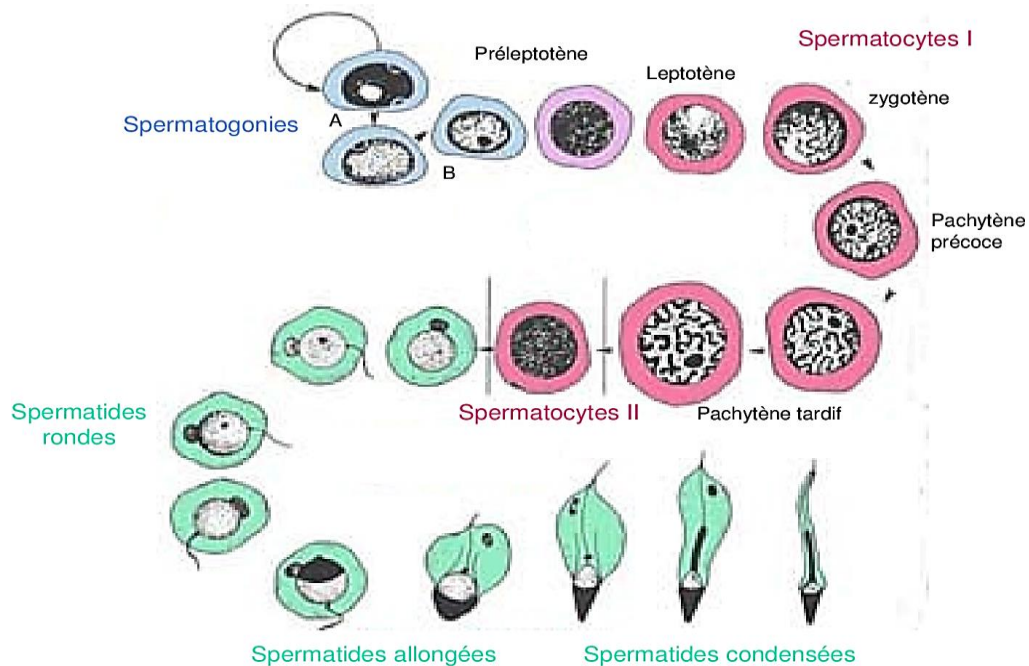 Spermatocytes I
Préleptotène
Leptotène
zygotène
Spermatogonies
A
B
Pachytène
précoce
Spermatocytes II
Pachytène tardif
Spermatides
rondes
Spermatides allongées
Spermatides condensées